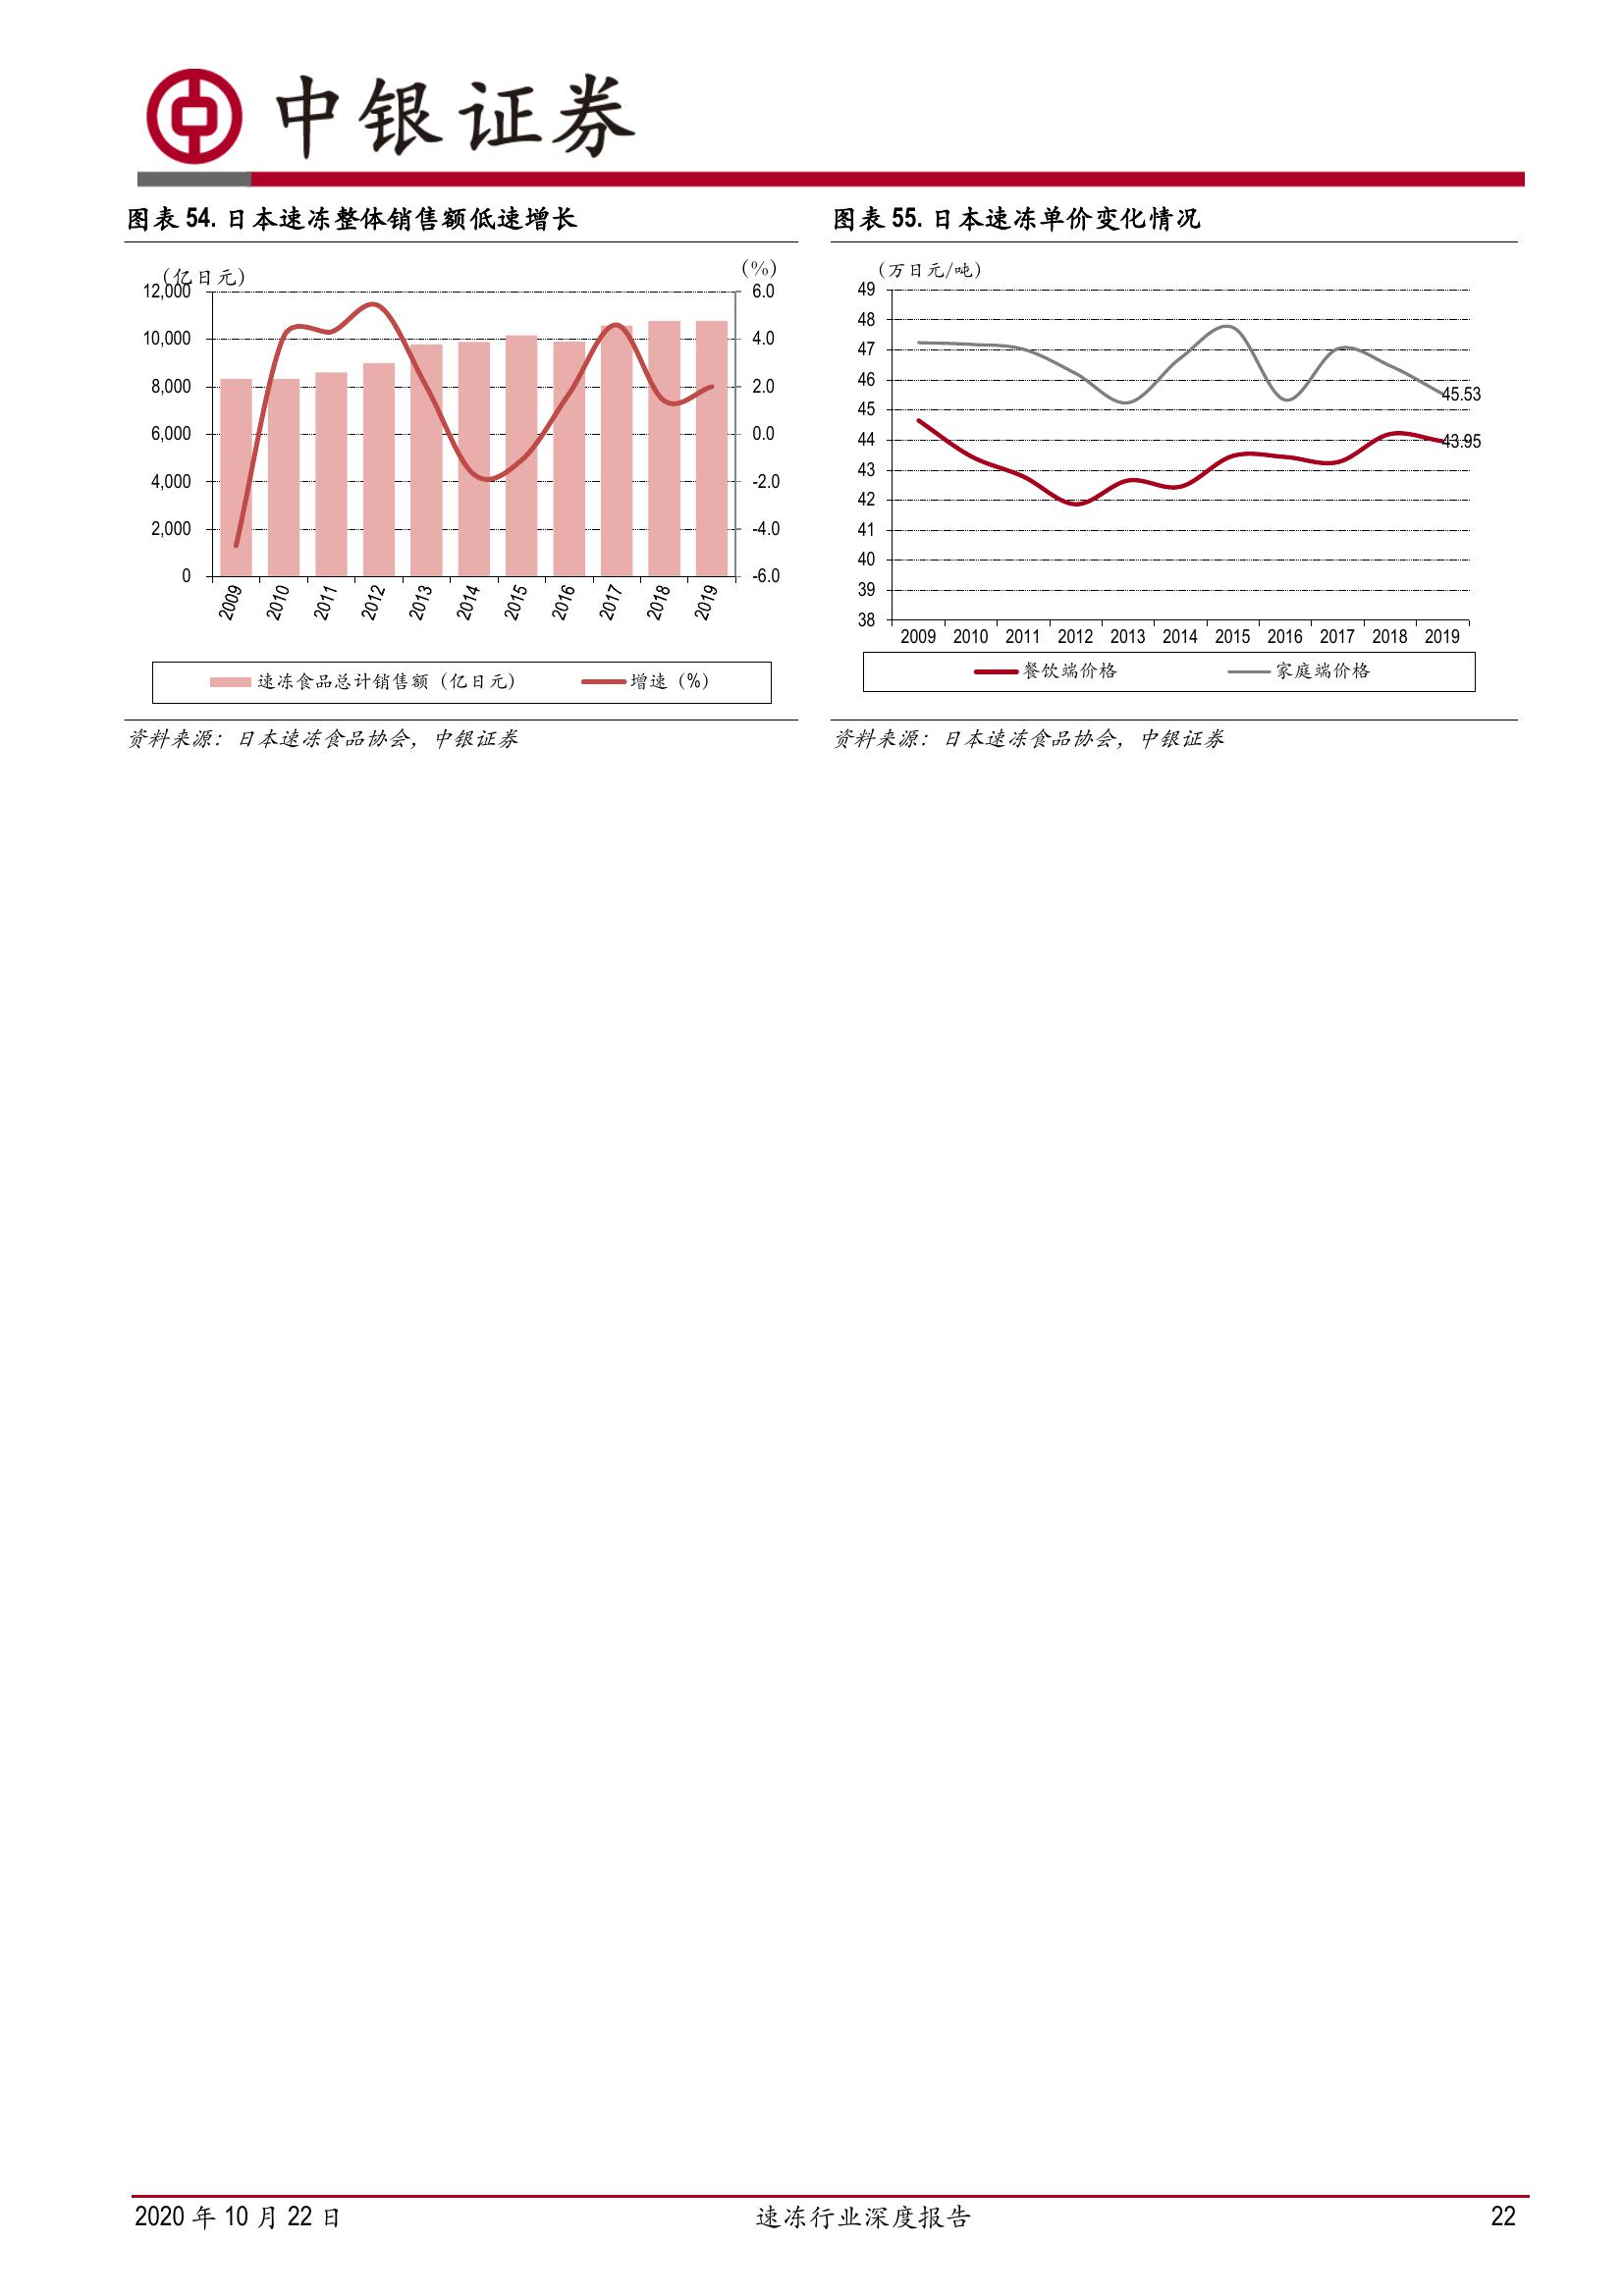 中银证券
图表 54. 日本速冻整体销售额低速增长
（亿日元）
（%）
12,000
10,000
8,000
6,000
4,000
2,000
0
6.0
4.0
2.0
0.0
-2.0
-4.0
-6.0
2009 2010 2011 2012 2013 2014 2015 2016 2017 2018 2019
速冻食品总计销售额（亿日元） 增速（%）
资料来源：日本速冻食品协会，中银证券
图表 55. 日本速冻单价变化情况
（万日元/吨）
49
48
47
46
45
44
43
42
41
40
39
38
45.53
43.95
2009 2010 2011 2012 2013 2014 2015 2016 2017 2018 2019
餐饮端价格 家庭端价格
资料来源：日本速冻食品协会，中银证券
2020 年 10 月 22 日 速冻行业深度报告 22